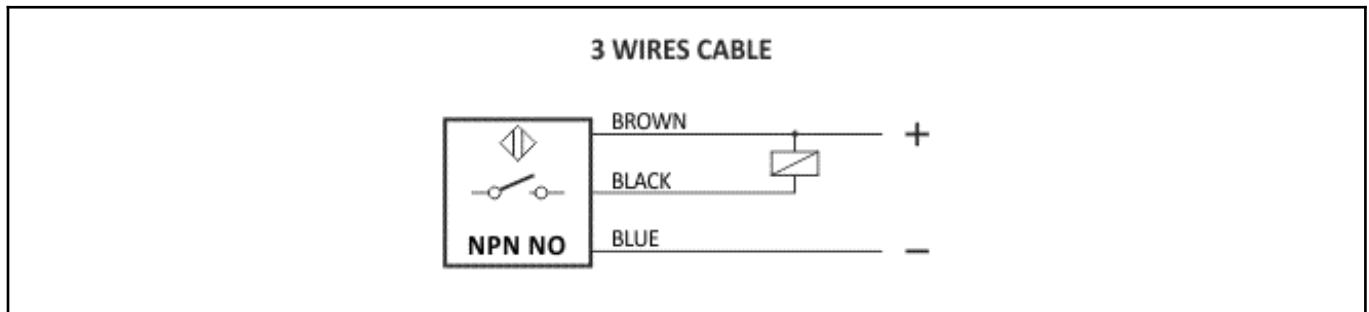 3 WIRES CABLE
BROWN
+
BLACK
NPN NO
BLUE
−